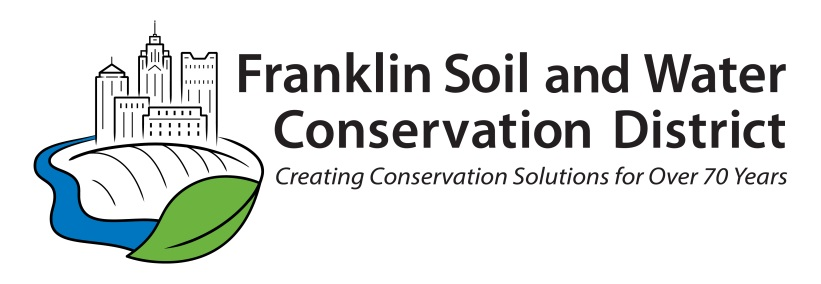 Franklin Soil and Water
Conservation District
Creating Conservation Solutions for Over 70 Years